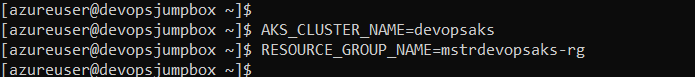 [azureuser@devopsjumpbox ~]$
[azureuser@devopsjumpbox ~]$ AKS_CLUSTER_NAME=devopsaks
[azureuser@devopsjumpbox ~]$ RESOURCE_GROUP_NAME=mstrdevopsaks-rg
[azureuser@devopsjumpbox ~]$